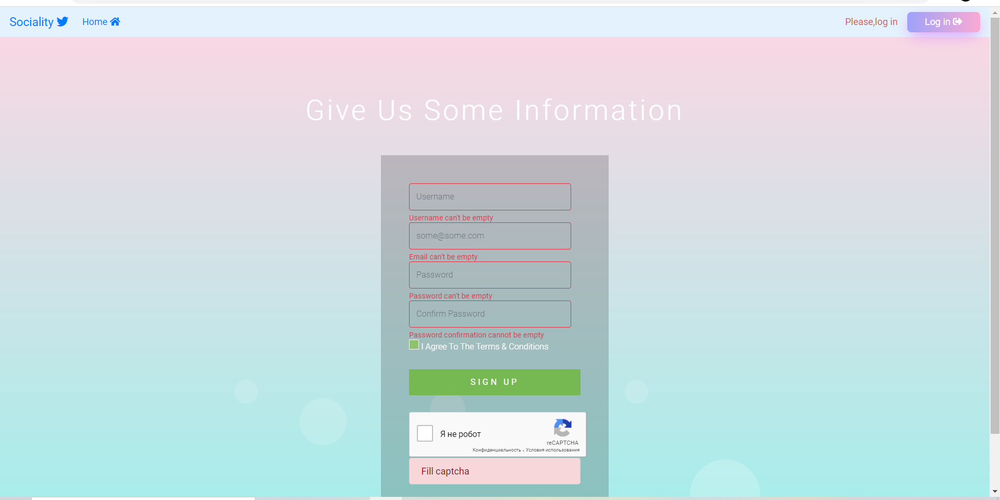 Sociality
Home
Please,log in
Log in
Give Us Some Information
Username
Username can't be empty
some@some.com
Email can't be empty
Password
Password can't be empty
Confirm Password
Password confirmation cannot be empty
I Agree To The Terms & Conditions
SIGN UP
Я не робот
reCAPTCHA
Конфиденциальность - Условия использования
Fill captcha